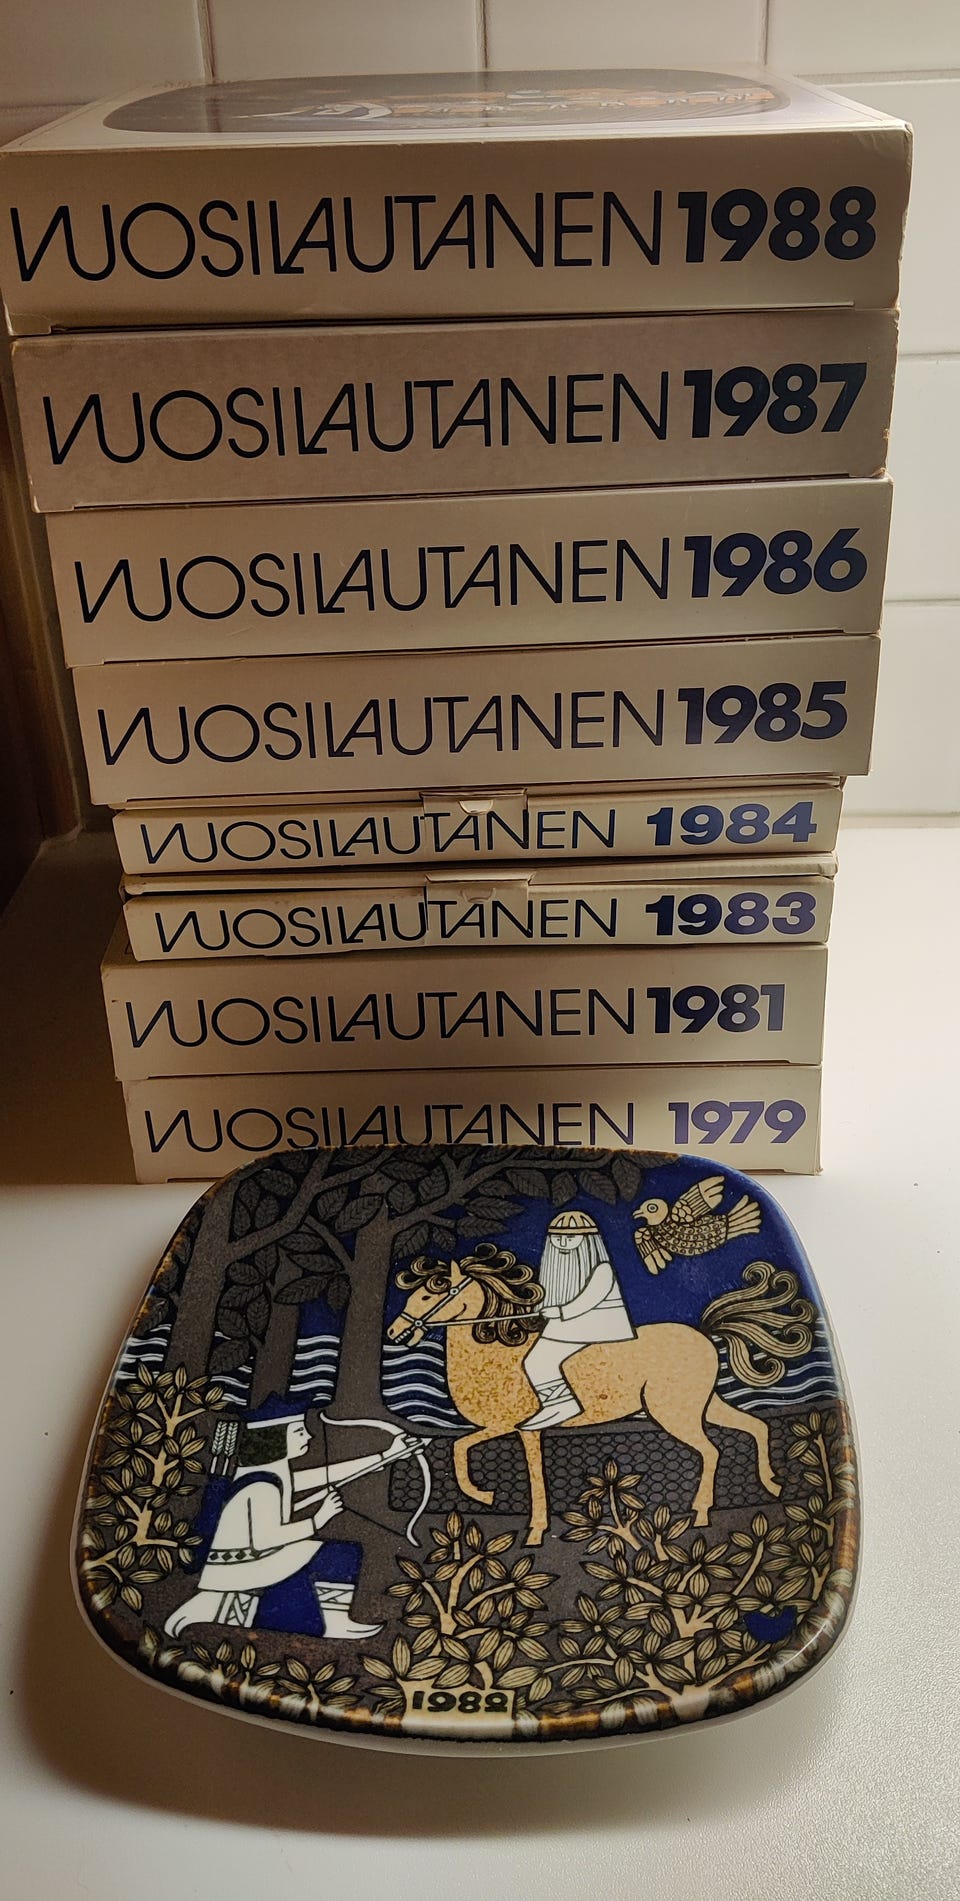 VUOSILAUTANEN 1988
VUOSILAUTANEN 1987
VUOSILAUTANEN 1986
VUOSILAUTANEN 1985
VUOSILAUTANEN 1984
VUOSILAUTANEN 1983
VUOSILAUTANEN 1981
VUOSILAUTANEN 1979
1982